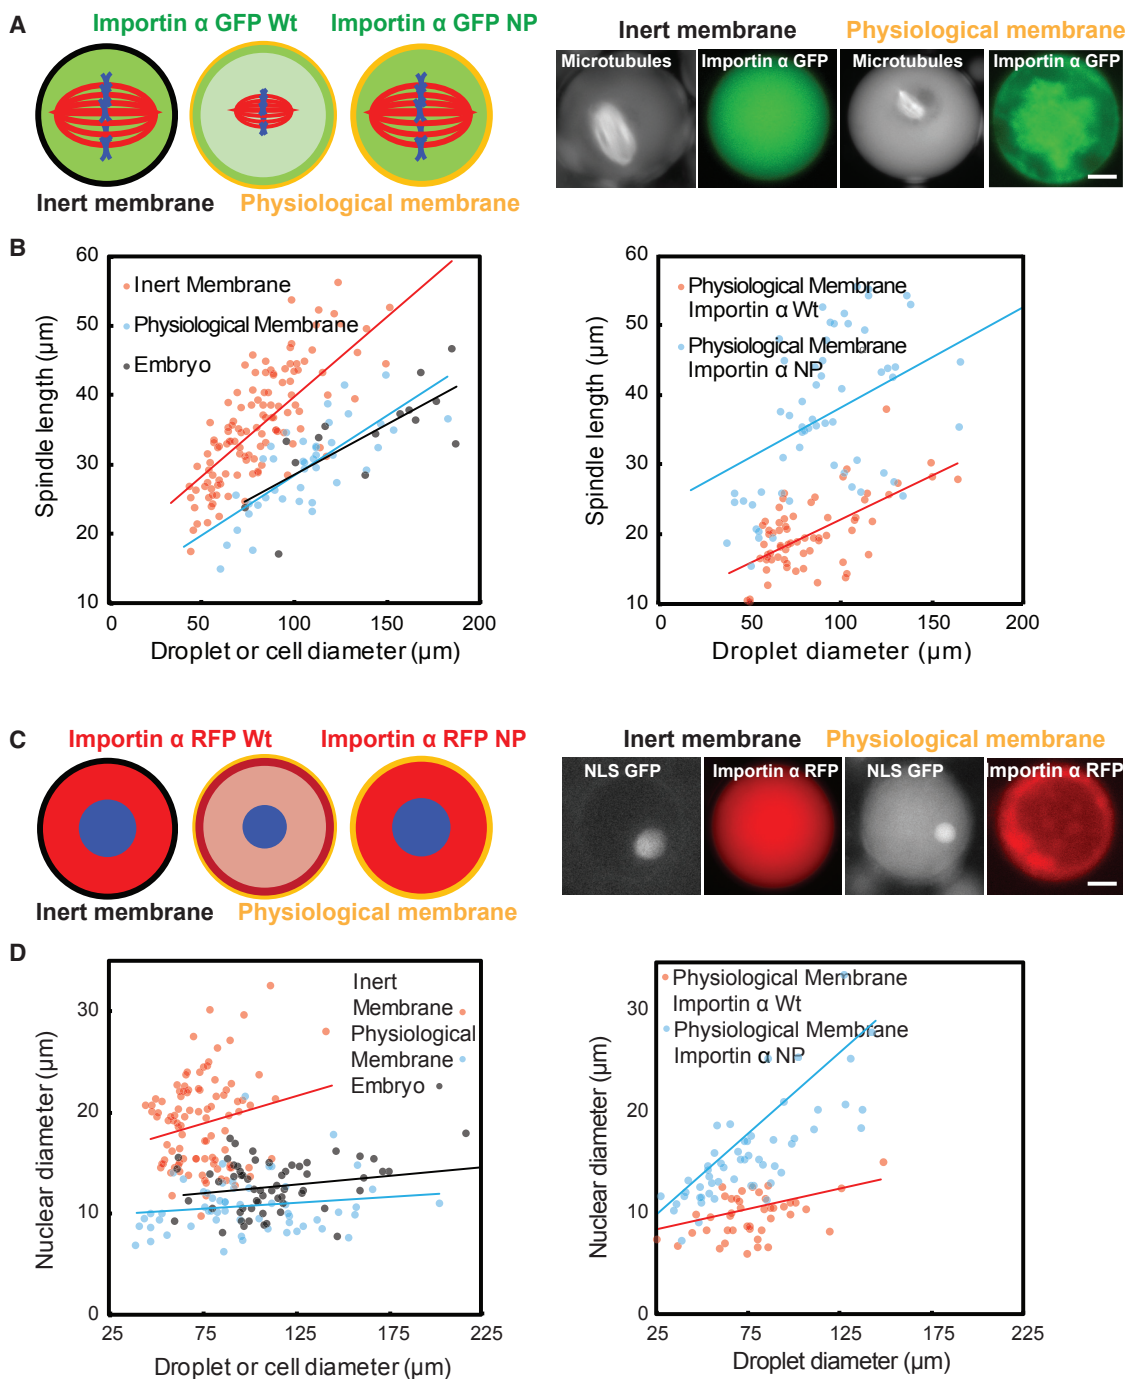 A
Importin α GFP Wt
Importin α GFP NP
Inert membrane
Physiological membrane
Inert membrane
Physiological membrane
Microtubules
Importin α GFP
Microtubules
Importin α GFP
B
60
50
40
30
20
10
Spindle length (µm)
Inert Membrane
Physiological Membrane
Embryo
0
50
100
150
200
Droplet or cell diameter (µm)
60
50
40
30
20
10
Spindle length (µm)
Physiological Membrane
Importin α Wt
Physiological Membrane
Importin α NP
0
50
100
150
200
Droplet diameter (µm)
C
Importin α RFP Wt
Importin α RFP NP
Inert membrane
Physiological membrane
Inert membrane
Physiological membrane
NLS GFP
Importin α RFP
NLS GFP
Importin α RFP
D
30
20
10
0
Nuclear diameter (µm)
Inert
Membrane
Physiological
Membrane
Embryo
25
75
125
175
225
Droplet or cell diameter (µm)
30
20
10
0
Nuclear diameter (µm)
Physiological Membrane
Importin α Wt
Physiological Membrane
Importin α NP
25
75
125
175
225
Droplet diameter (µm)